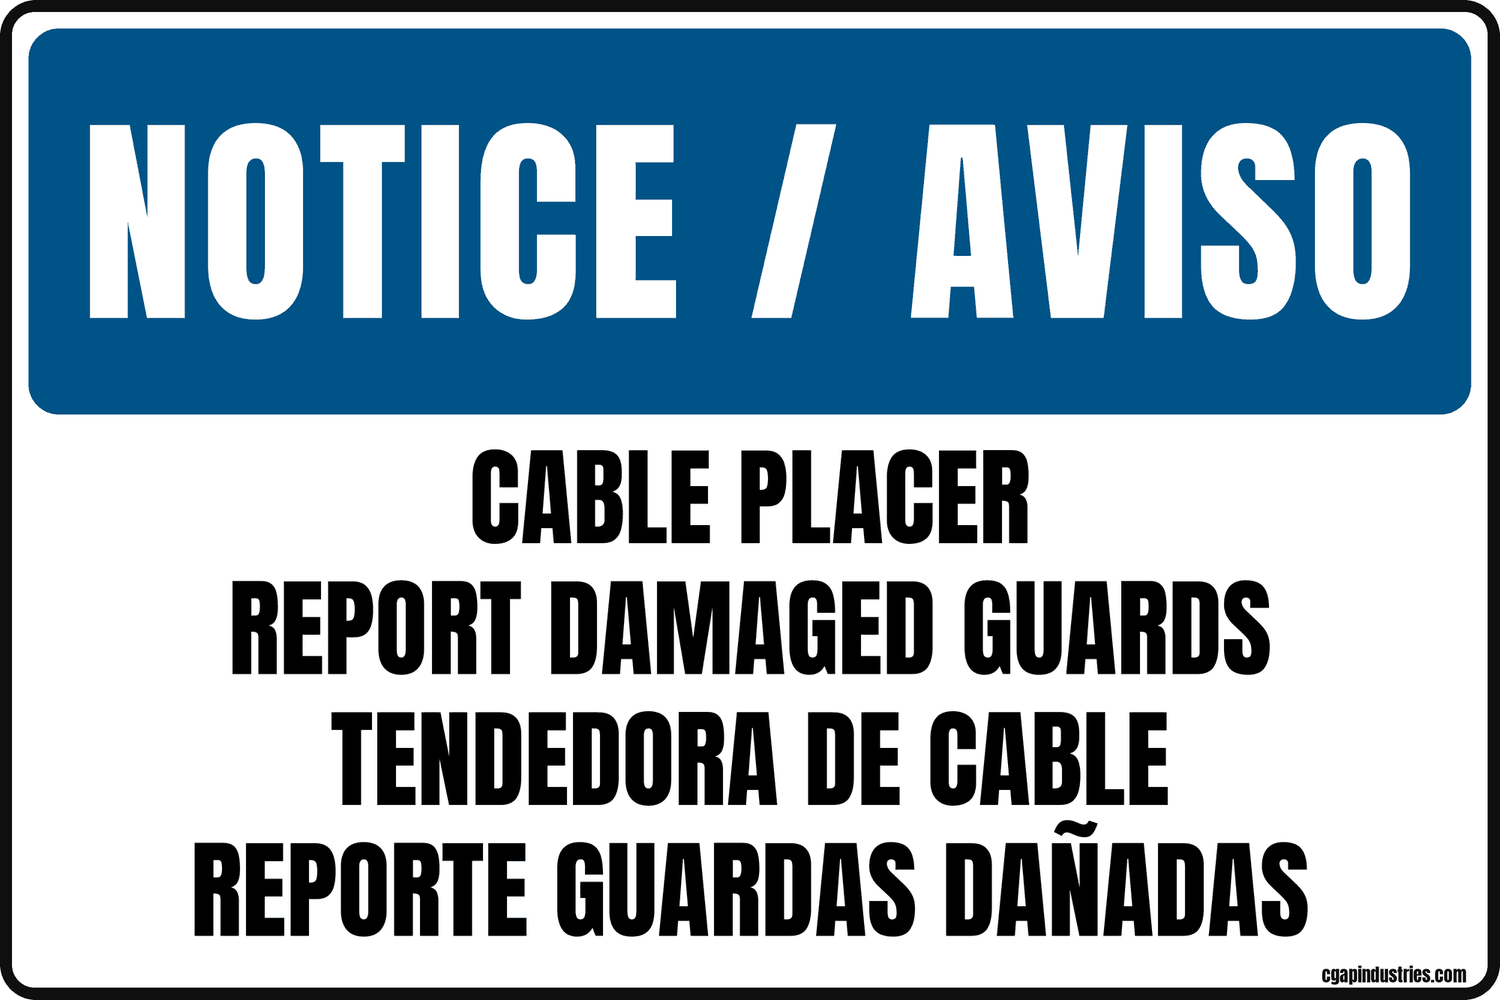 NOTICE / AVISO
CABLE PLACER
REPORT DAMAGED GUARDS
TENDEDORA DE CABLE
REPORTE GUARDAS DAÑADAS
cgapindustries.com